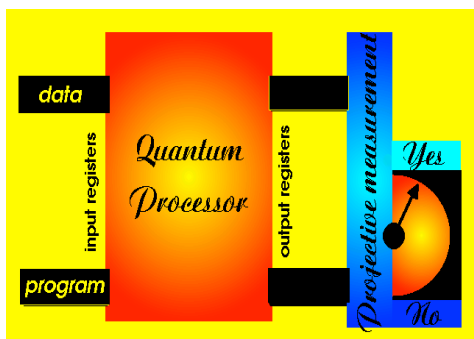 data
input registers
program
Quantum
Processor
output registers
Projective measurement
Yes
No